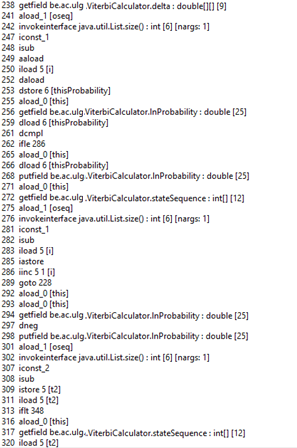 238 getfield be.ac.ulg.ViterbiCalculator.delta : double[][] [9]
241 aload_1 [oseq]
242 invokeinterface java.util.List.size() : int [6] [nargs: 1]
247 iconst_1
248 isub
249 aaload
250 iload 5 [i]
252 daload
253 dstore 6 [thisProbability]
255 aload_0 [this]
256 getfield be.ac.ulg.ViterbiCalculator.lnProbability : double [25]
259 dload 6 [thisProbability]
261 dcmpl
262 ifle 286
265 aload_0 [this]
266 dload 6 [thisProbability]
268 putfield be.ac.ulg.ViterbiCalculator.lnProbability : double [25]
271 aload_0 [this]
272 getfield be.ac.ulg.ViterbiCalculator.stateSequence : int[] [12]
275 aload_1 [oseq]
276 invokeinterface java.util.List.size() : int [6] [nargs: 1]
281 iconst_1
282 isub
283 iload 5 [i]
285 iastore
286 iinc 5 1 [i]
289 goto 228
292 aload_0 [this]
293 aload_0 [this]
294 getfield be.ac.ulg.ViterbiCalculator.lnProbability : double [25]
297 dneg
298 putfield be.ac.ulg.ViterbiCalculator.lnProbability : double [25]
301 aload_1 [oseq]
302 invokeinterface java.util.List.size() : int [6] [nargs: 1]
307 iconst_2
308 isub
309 istore 5 [t2]
311 iload 5 [t2]
313 iflt 348
316 aload_0 [this]
317 getfield be.ac.ulg.ViterbiCalculator.stateSequence : int[] [12]
320 iload 5 [t2]